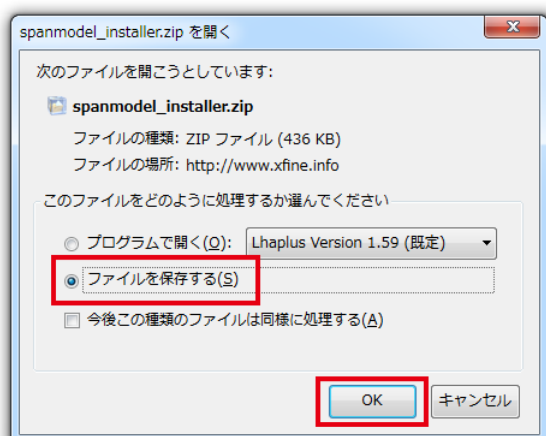 spanmodel_installer.zip を開く
次のファイルを開こうとしています:
spanmodel_installer.zip
ファイルの種類: ZIP ファイル (436 KB)
ファイルの場所: http://www.xfine.info
このファイルをどのように処理するか選んでください
プログラムで開く(O): Lhaplus Version 1.59 (既定)
ファイルを保存する(S)
今後この種類のファイルは同様に処理する(A)
OK キャンセル